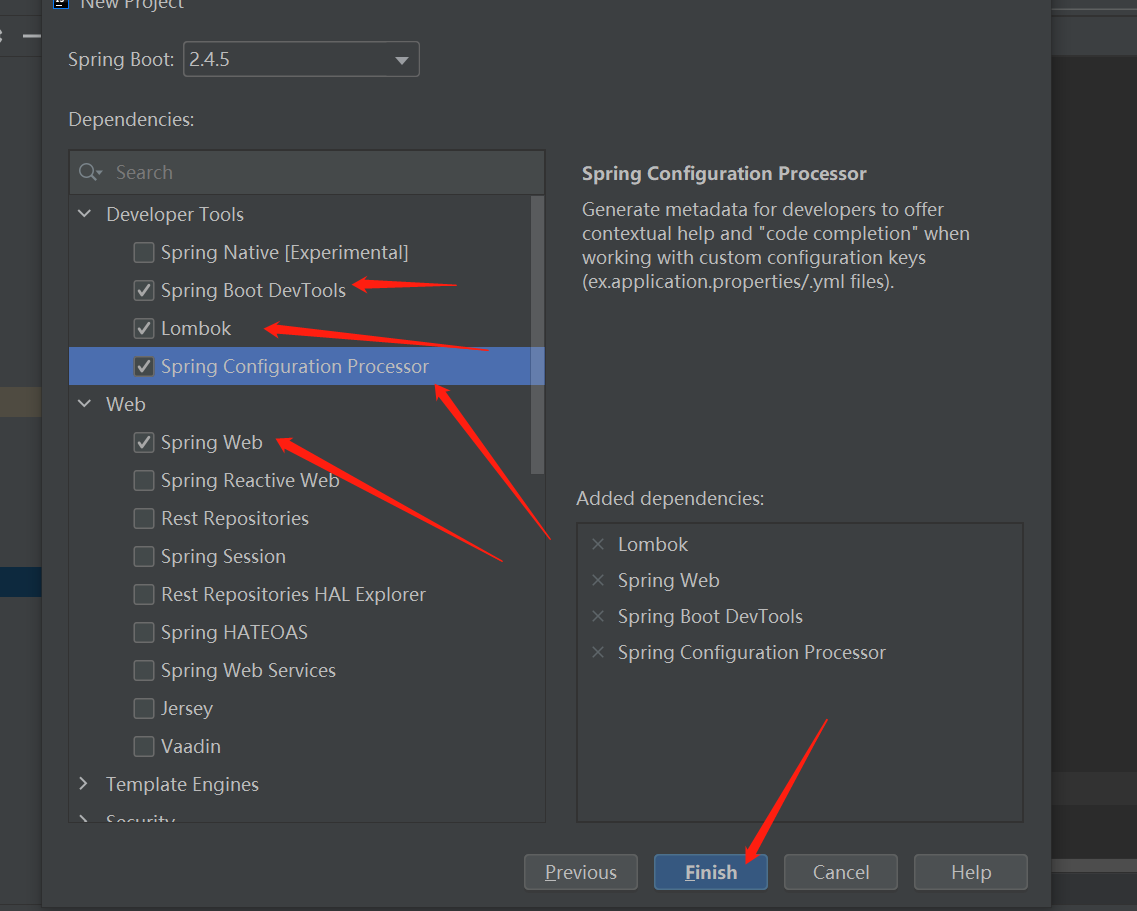 New Project
Spring Boot: 2.4.5
Dependencies:
Search
Developer Tools
Spring Native [Experimental]
Spring Boot DevTools
Lombok
Spring Configuration Processor
Web
Spring Web
Spring Reactive Web
Rest Repositories
Spring Session
Rest Repositories HAL Explorer
Spring HATEOAS
Spring Web Services
Jersey
Vaadin
Template Engines
Security
Spring Configuration Processor
Generate metadata for developers to offer
contextual help and "code completion" when
working with custom configuration keys
(ex.application.properties/.yml files).
Added dependencies:
Lombok
Spring Web
Spring Boot DevTools
Spring Configuration Processor
Previous
Finish
Cancel
Help